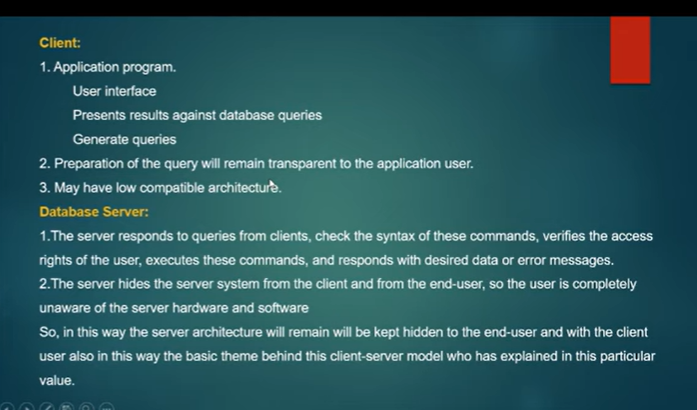 Client:
1. Application program.
User interface
Presents results against database queries
Generate queries
2. Preparation of the query will remain transparent to the application user.
3. May have low compatible architecture.
Database Server:
1.The server responds to queries from clients, check the syntax of these commands, verifies the access
rights of the user, executes these commands, and responds with desired data or error messages.
2.The server hides the server system from the client and from the end-user, so the user is completely
unaware of the server hardware and software
So, in this way the server architecture will remain will be kept hidden to the end-user and with the client
user also in this way the basic theme behind this client-server model who has explained in this particular
value.